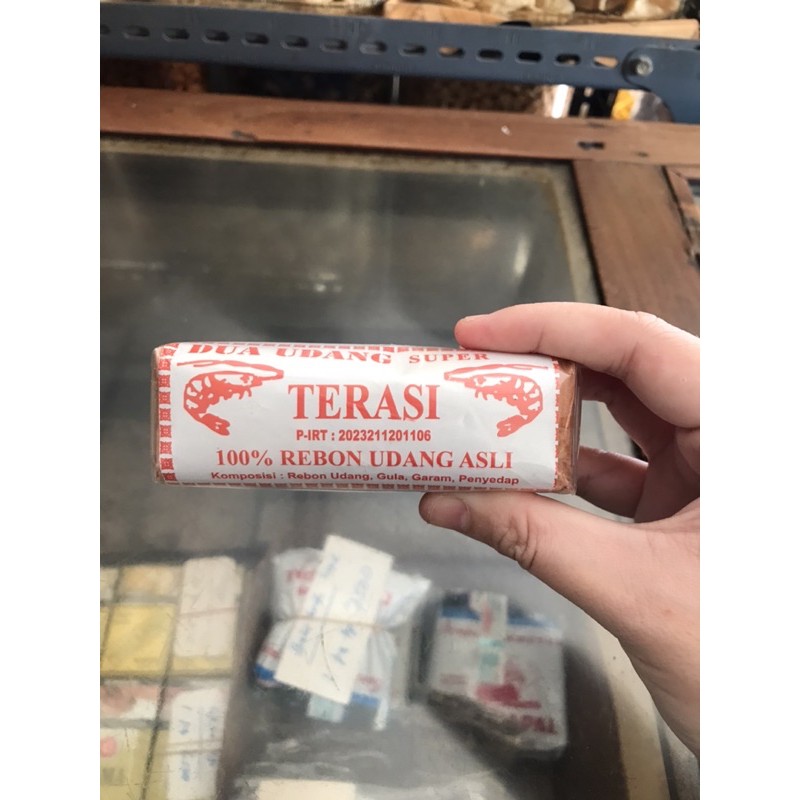 DUA UDANG SUPER
TERASI
P-IRT : 2023211201106
100% REBON UDANG ASLI
Komposisi : Rebon Udang, Gula, Garam, Penyedap